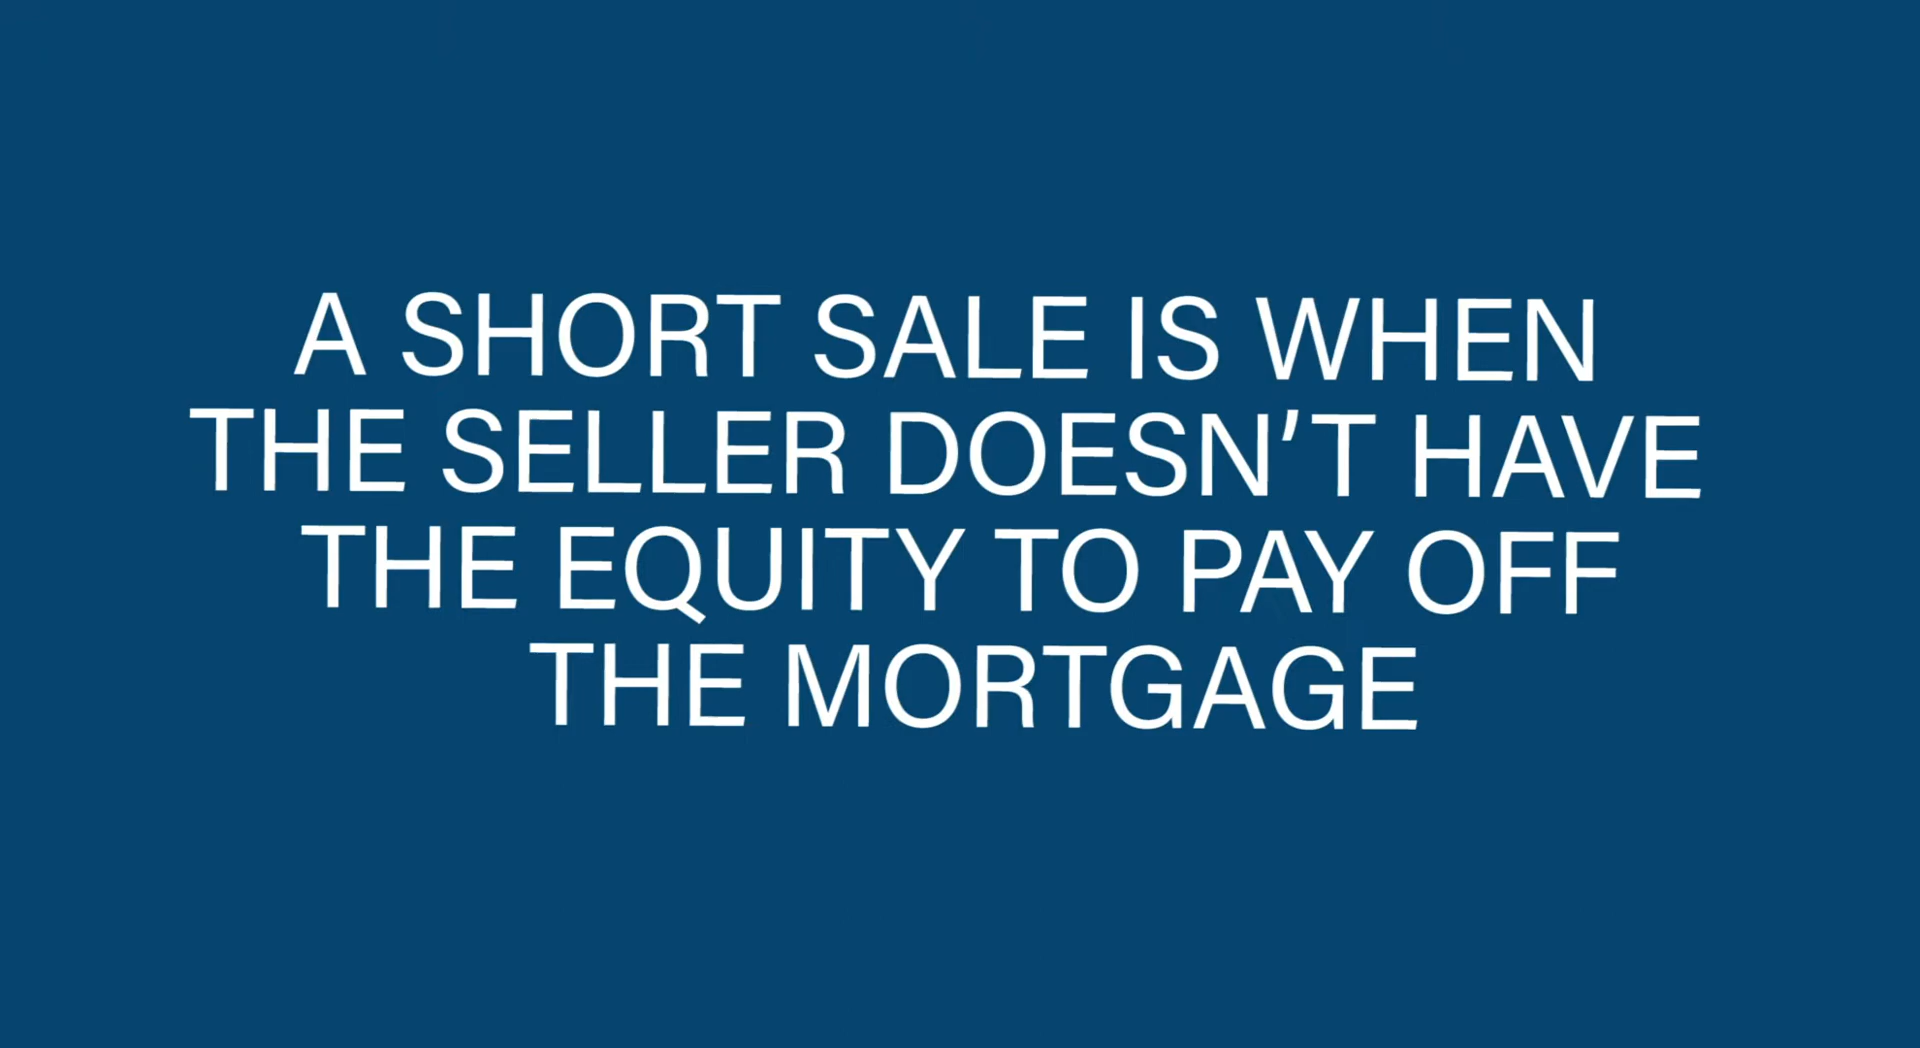 A SHORT SALE IS WHEN
THE SELLER DOESN’T HAVE
THE EQUITY TO PAY OFF
THE MORTGAGE